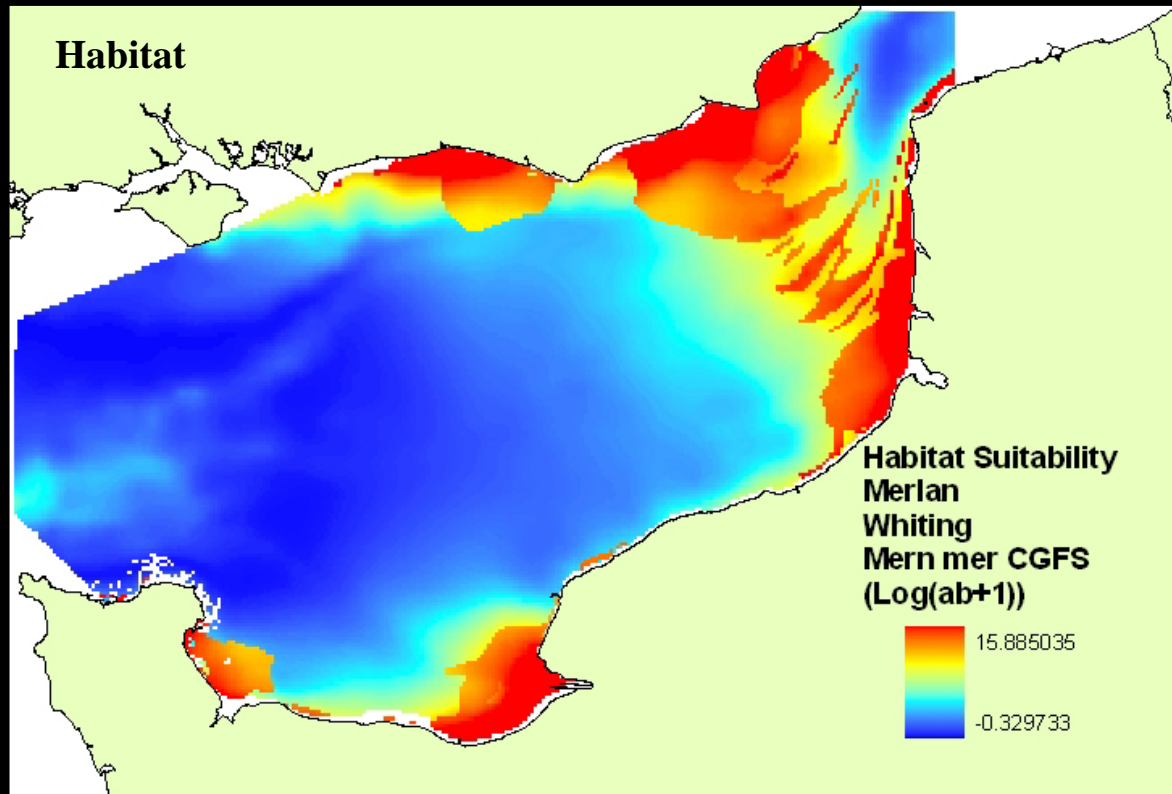 Habitat
Habitat Suitability
Merlan
Whiting
Mern mer CGFS
(Log(ab+1))
15.885035
-0.329733